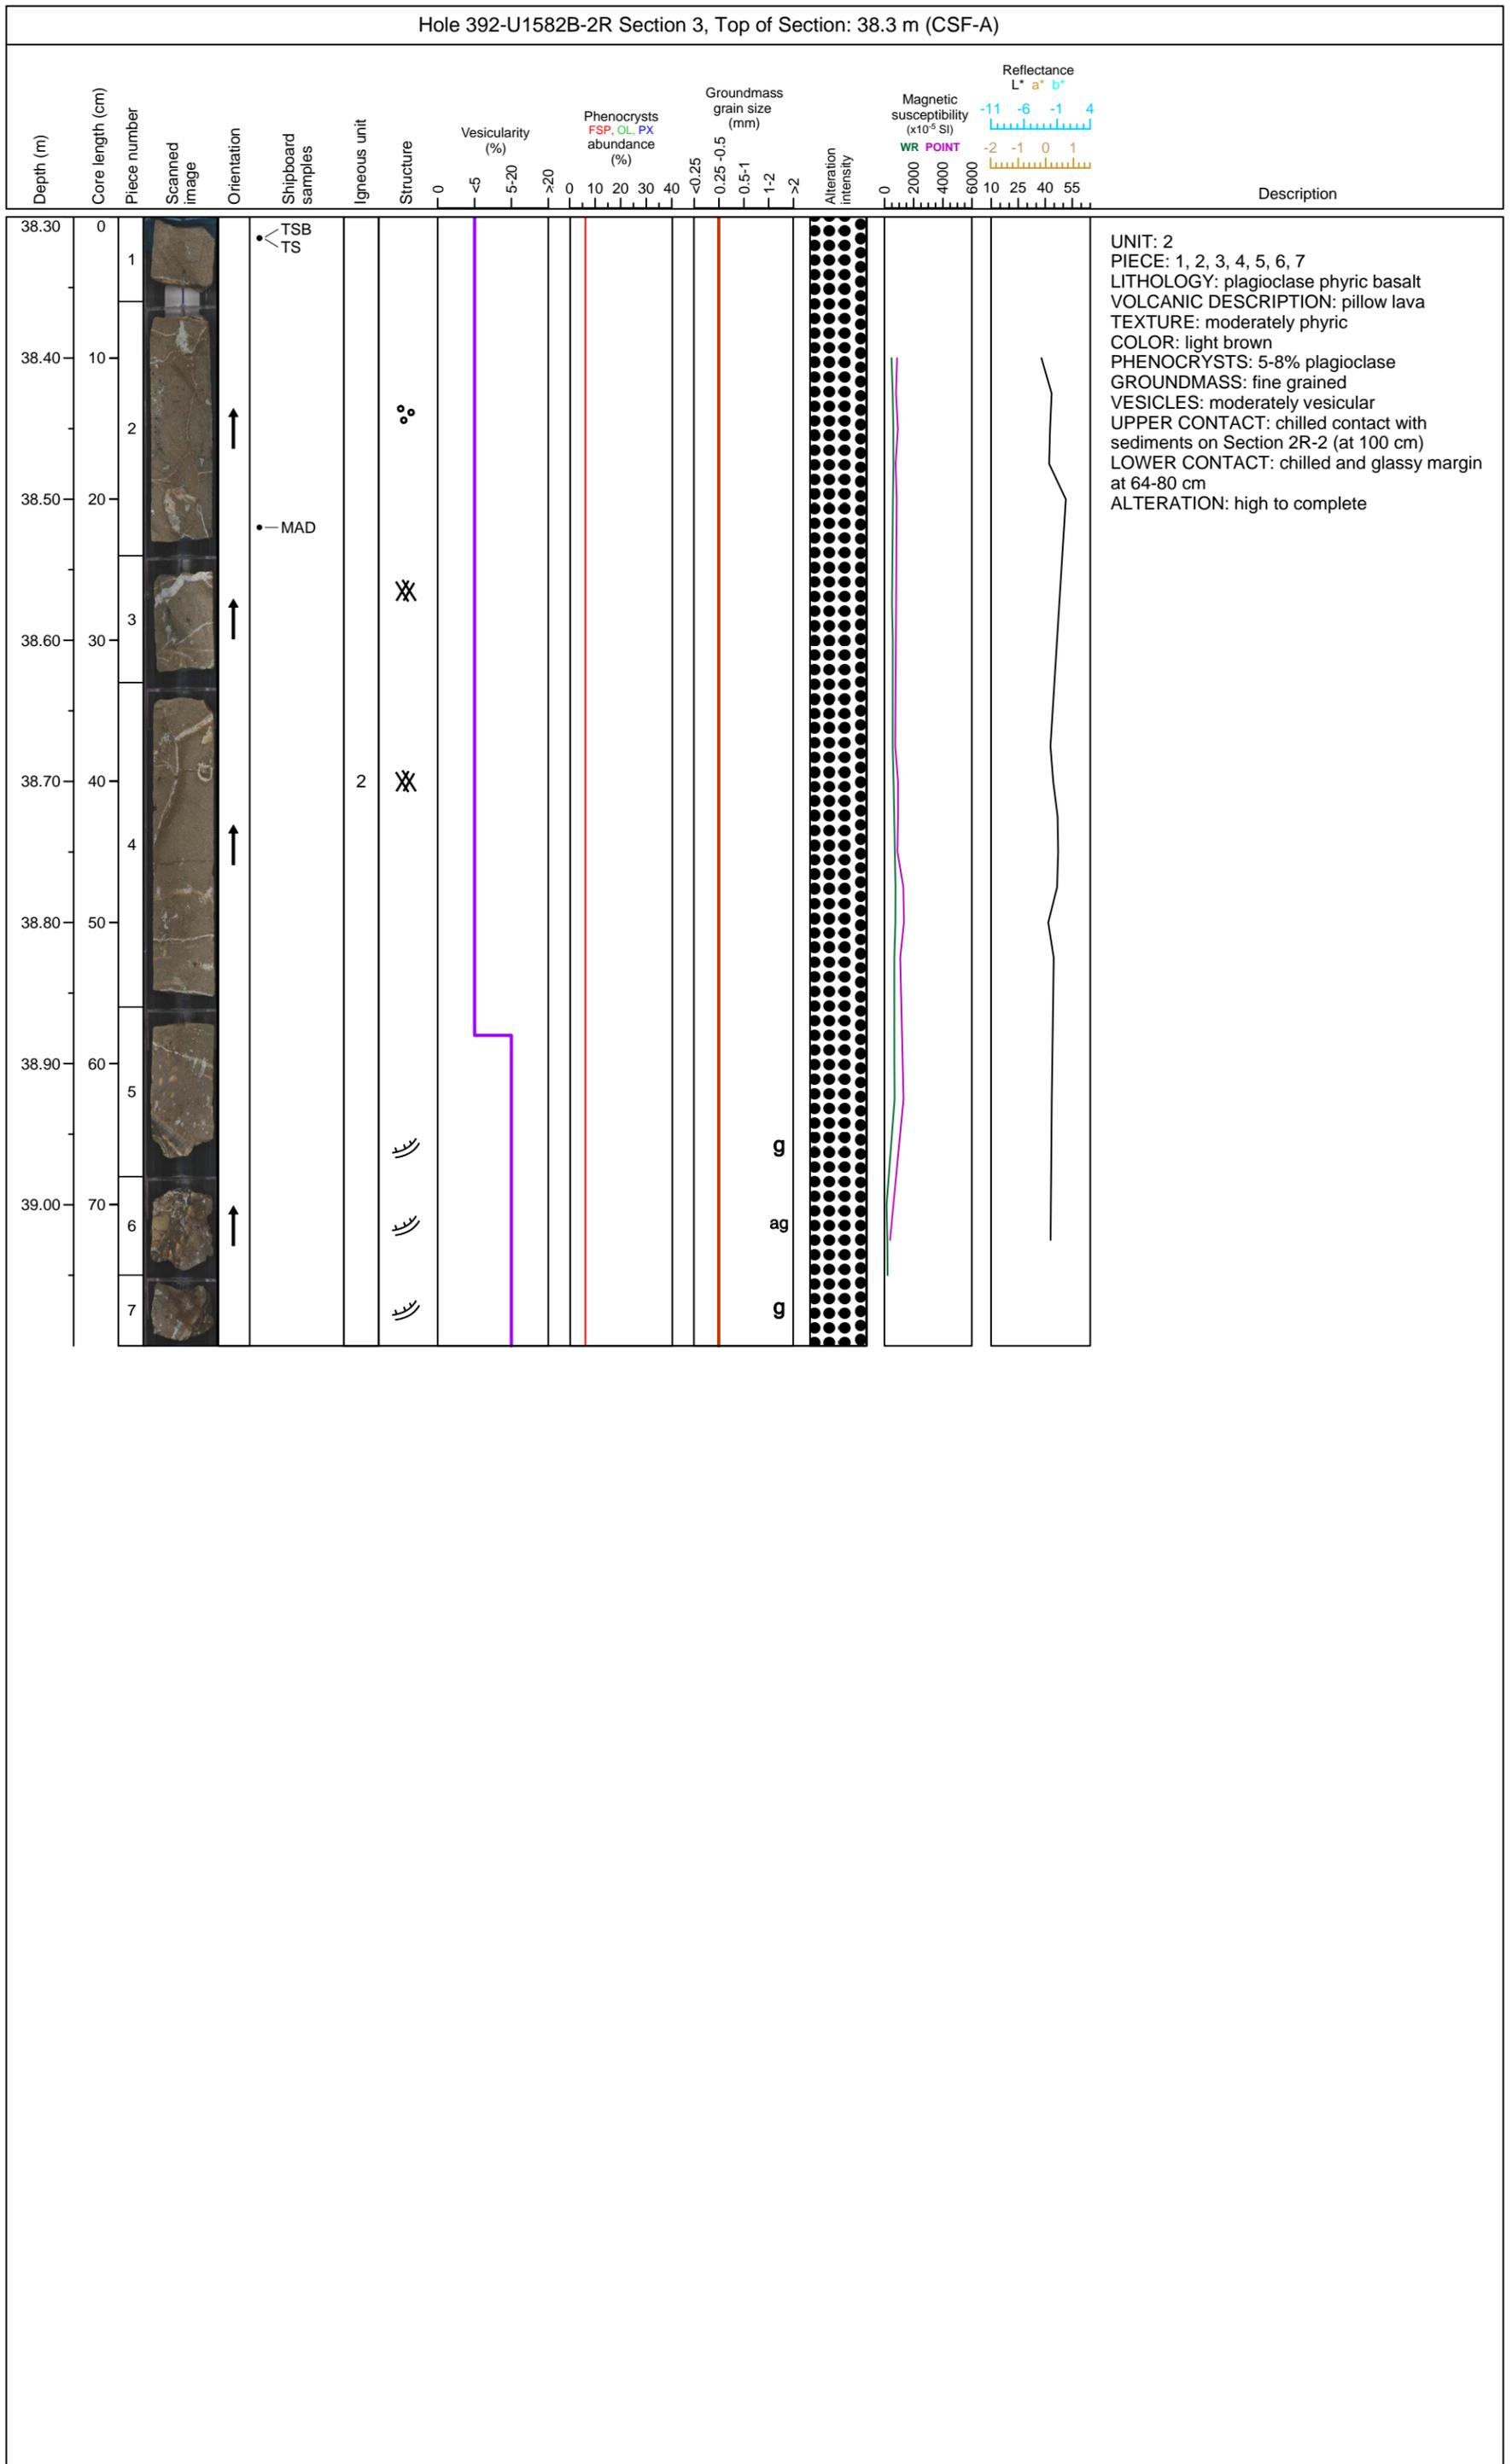 Hole 392-U1582B-2R Section 3, Top of Section: 38.3 m (CSF-A)
Depth (m)
Core length (cm)
Piece number
Scanned
image
Orientation
Shipboard
samples
Igneous unit
Structure
Vesicularity
(%)
0 <5 5-20 >20
Phenocrysts
FSP, OL, PX
abundance
(%)
0 10 20 30 40
Groundmass
grain size
(mm)
<0.25 0.25 -0.5 0.5-1 1-2 >2
Alteration
intensity
Magnetic
susceptibility
(x10⁻⁵ SI)
WR POINT
0 2000 4000 6000
Reflectance
L* a* b*
-11 -6 -1 4
-2 -1 0 1
10 25 40 55
Description
38.30 0
TSB
TS
1
38.40 10
2
38.50 20
MAD
3
38.60 30
38.70 40 2
4
38.80 50
38.90 60
5
g
39.00 70
6 ag
7 g
UNIT: 2
PIECE: 1, 2, 3, 4, 5, 6, 7
LITHOLOGY: plagioclase phyric basalt
VOLCANIC DESCRIPTION: pillow lava
TEXTURE: moderately phyric
COLOR: light brown
PHENOCRYSTS: 5-8% plagioclase
GROUNDMASS: fine grained
VESICLES: moderately vesicular
UPPER CONTACT: chilled contact with
sediments on Section 2R-2 (at 100 cm)
LOWER CONTACT: chilled and glassy margin
at 64-80 cm
ALTERATION: high to complete